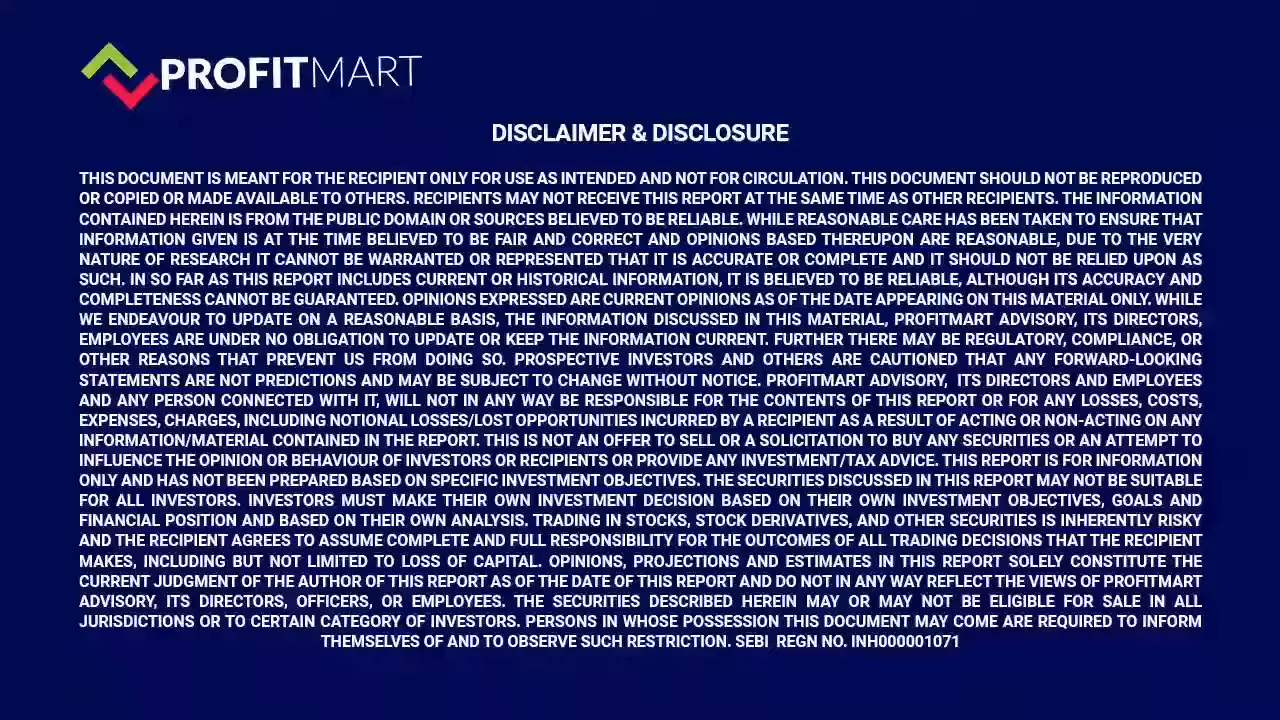 PROFITMART
DISCLAIMER & DISCLOSURE
THIS DOCUMENT IS MEANT FOR THE RECIPIENT ONLY FOR USE AS INTENDED AND NOT FOR CIRCULATION. THIS DOCUMENT SHOULD NOT BE REPRODUCED
OR COPIED OR MADE AVAILABLE TO OTHERS. RECIPIENTS MAY NOT RECEIVE THIS REPORT AT THE SAME TIME AS OTHER RECIPIENTS. THE INFORMATION
CONTAINED HEREIN IS FROM THE PUBLIC DOMAIN OR SOURCES BELIEVED TO BE RELIABLE. WHILE REASONABLE CARE HAS BEEN TAKEN TO ENSURE THAT
INFORMATION GIVEN IS AT THE TIME BELIEVED TO BE FAIR AND CORRECT AND OPINIONS BASED THEREUPON ARE REASONABLE, DUE TO THE VERY
NATURE OF RESEARCH IT CANNOT BE WARRANTED OR REPRESENTED THAT IT IS ACCURATE OR COMPLETE AND IT SHOULD NOT BE RELIED UPON AS
SUCH. IN SO FAR AS THIS REPORT INCLUDES CURRENT OR HISTORICAL INFORMATION, IT IS BELIEVED TO BE RELIABLE, ALTHOUGH ITS ACCURACY AND
COMPLETENESS CANNOT BE GUARANTEED. OPINIONS EXPRESSED ARE CURRENT OPINIONS AS OF THE DATE APPEARING ON THIS MATERIAL ONLY. WHILE
WE ENDEAVOUR TO UPDATE ON A REASONABLE BASIS, THE INFORMATION DISCUSSED IN THIS MATERIAL, PROFITMART ADVISORY, ITS DIRECTORS,
EMPLOYEES ARE UNDER NO OBLIGATION TO UPDATE OR KEEP THE INFORMATION CURRENT. FURTHER THERE MAY BE REGULATORY, COMPLIANCE, OR
OTHER REASONS THAT PREVENT US FROM DOING SO. PROSPECTIVE INVESTORS AND OTHERS ARE CAUTIONED THAT ANY FORWARD-LOOKING
STATEMENTS ARE NOT PREDICTIONS AND MAY BE SUBJECT TO CHANGE WITHOUT NOTICE. PROFITMART ADVISORY, ITS DIRECTORS AND EMPLOYEES
AND ANY PERSON CONNECTED WITH IT, WILL NOT IN ANY WAY BE RESPONSIBLE FOR THE CONTENTS OF THIS REPORT OR FOR ANY LOSSES, COSTS,
EXPENSES, CHARGES, INCLUDING NOTIONAL LOSSES/LOST OPPORTUNITIES INCURRED BY A RECIPIENT AS A RESULT OF ACTING OR NON-ACTING ON ANY
INFORMATION/MATERIAL CONTAINED IN THE REPORT. THIS IS NOT AN OFFER TO SELL OR A SOLICITATION TO BUY ANY SECURITIES OR AN ATTEMPT TO
INFLUENCE THE OPINION OR BEHAVIOUR OF INVESTORS OR RECIPIENTS OR PROVIDE ANY INVESTMENT/TAX ADVICE. THIS REPORT IS FOR INFORMATION
ONLY AND HAS NOT BEEN PREPARED BASED ON SPECIFIC INVESTMENT OBJECTIVES. THE SECURITIES DISCUSSED IN THIS REPORT MAY NOT BE SUITABLE
FOR ALL INVESTORS. INVESTORS MUST MAKE THEIR OWN INVESTMENT DECISION BASED ON THEIR OWN INVESTMENT OBJECTIVES, GOALS AND
FINANCIAL POSITION AND BASED ON THEIR OWN ANALYSIS. TRADING IN STOCKS, STOCK DERIVATIVES, AND OTHER SECURITIES IS INHERENTLY RISKY
AND THE RECIPIENT AGREES TO ASSUME COMPLETE AND FULL RESPONSIBILITY FOR THE OUTCOMES OF ALL TRADING DECISIONS THAT THE RECIPIENT
MAKES, INCLUDING BUT NOT LIMITED TO LOSS OF CAPITAL. OPINIONS, PROJECTIONS AND ESTIMATES IN THIS REPORT SOLELY CONSTITUTE THE
CURRENT JUDGMENT OF THE AUTHOR OF THIS REPORT AS OF THE DATE OF THIS REPORT AND DO NOT IN ANY WAY REFLECT THE VIEWS OF PROFITMART
ADVISORY, ITS DIRECTORS, OFFICERS, OR EMPLOYEES. THE SECURITIES DESCRIBED HEREIN MAY OR MAY NOT BE ELIGIBLE FOR SALE IN ALL
JURISDICTIONS OR TO CERTAIN CATEGORY OF INVESTORS. PERSONS IN WHOSE POSSESSION THIS DOCUMENT MAY COME ARE REQUIRED TO INFORM
THEMSELVES OF AND TO OBSERVE SUCH RESTRICTION. SEBI REGN NO. INH000001071